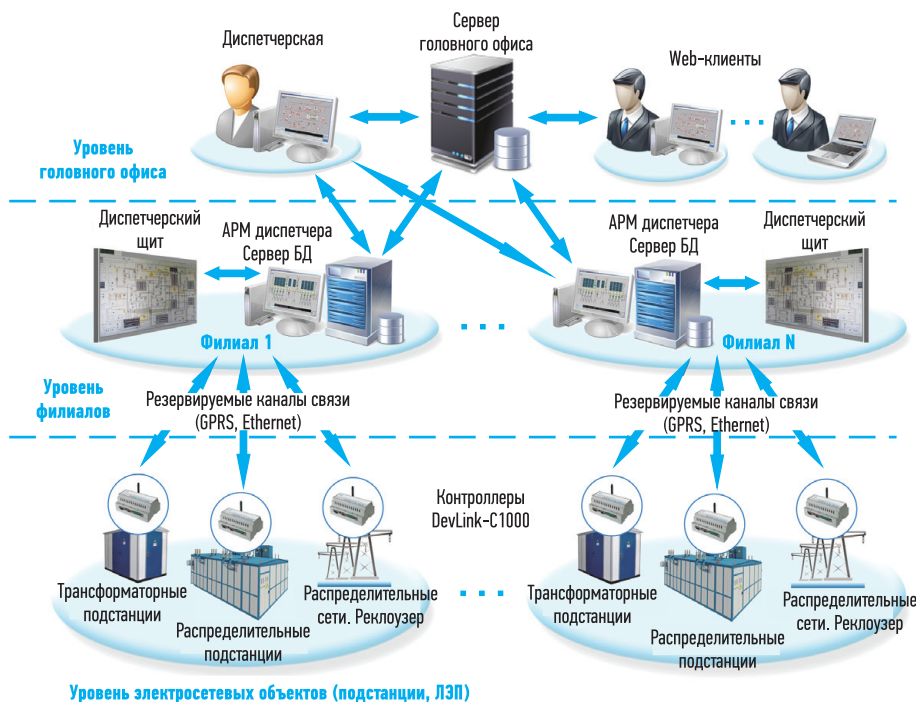 Диспетчерская
Сервер
головного офиса
Web-клиенты
Уровень
головного офиса
Диспетчерский
щит
АРМ диспетчера
Сервер БД
АРМ диспетчера
Сервер БД
Диспетчерский
щит
Филиал 1
Филиал N
Уровень
филиалов
Резервируемые каналы связи
(GPRS, Ethernet)
Резервируемые каналы связи
(GPRS, Ethernet)
Контроллеры
DevLink-C1000
Трансформаторные
подстанции
Распределительные
подстанции
Распределительные
сети. Реклоузер
Трансформаторные
подстанции
Распределительные
подстанции
Распределительные
сети. Реклоузер
Уровень электросетевых объектов (подстанции, ЛЭП)